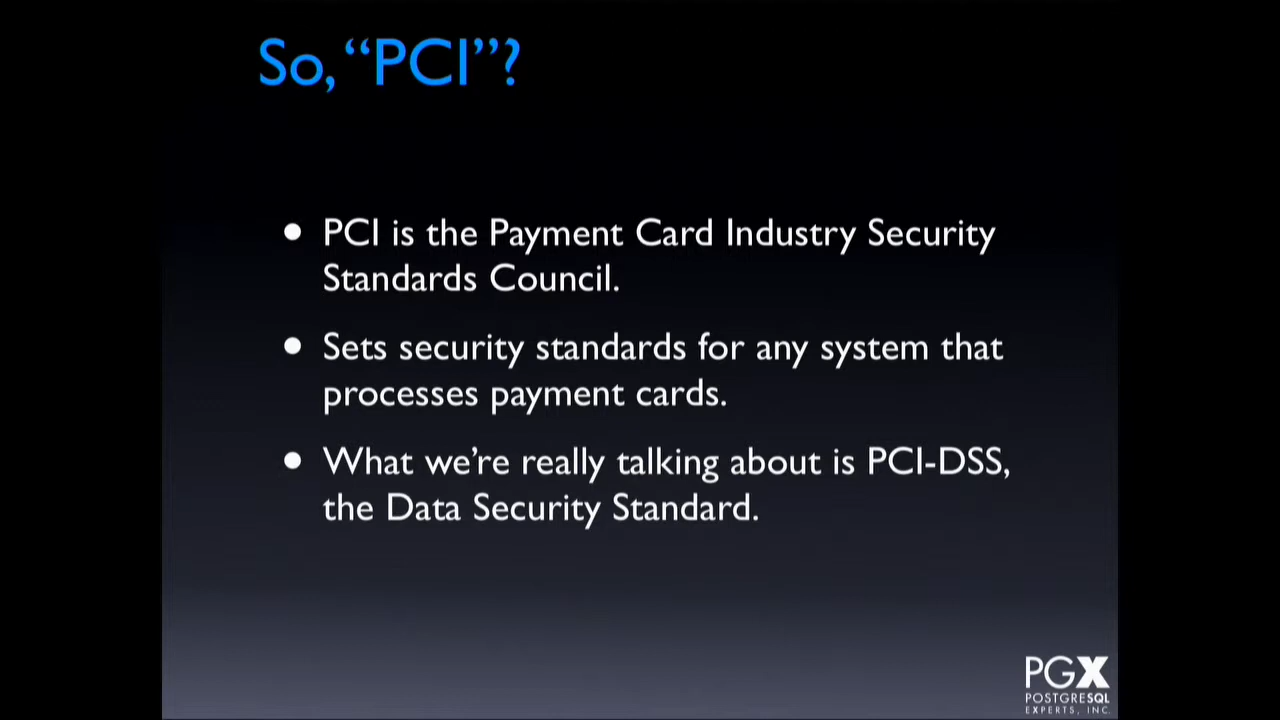 So, “PCI”?
• PCI is the Payment Card Industry Security
Standards Council.
• Sets security standards for any system that
processes payment cards.
• What we’re really talking about is PCI-DSS,
the Data Security Standard.
PGX
POSTGRESQL
EXPERTS, INC.